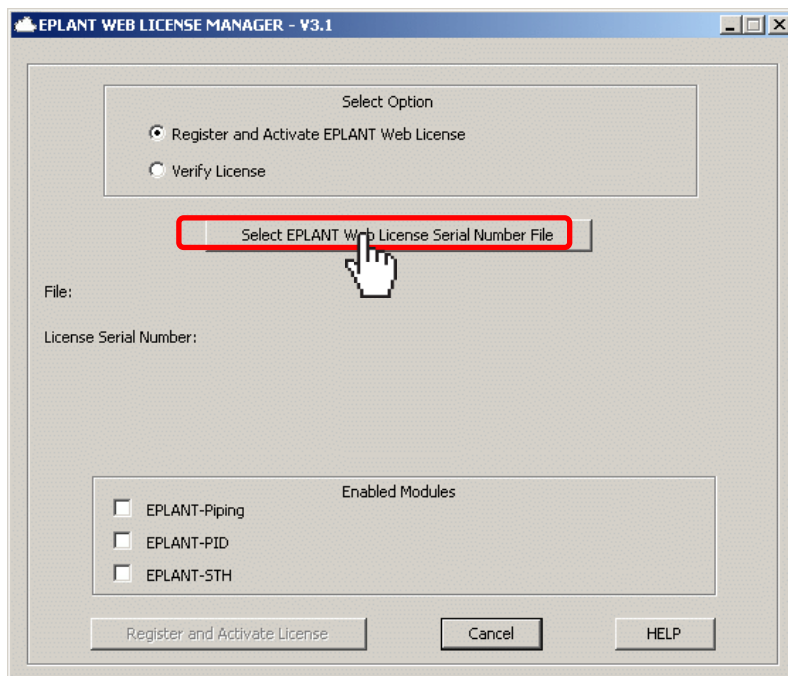 EPLANT WEB LICENSE MANAGER - V3.1
Select Option
Register and Activate EPLANT Web License
Verify License
Select EPLANT Web License Serial Number File
File:
License Serial Number:
Enabled Modules
EPLANT-Piping
EPLANT-PID
EPLANT-STH
Register and Activate License Cancel HELP